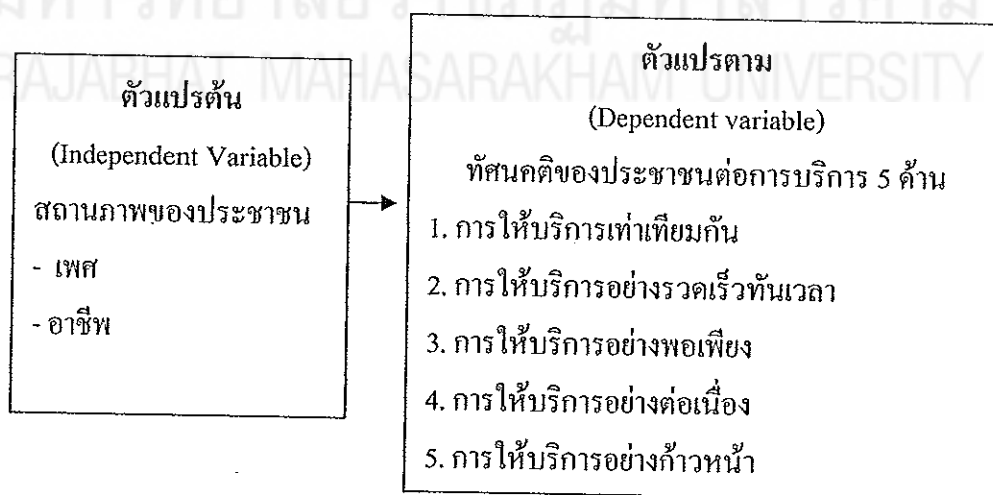 RAJABHAT MAHASARAKHAM UNIVERSITY
ตัวแปรต้น
(Independent Variable)
สถานภาพของประชาชน
- เพศ
- อาชีพ
ตัวแปรตาม
(Dependent variable)
ทัศนคติของประชาชนต่อการบริการ 5 ด้าน
1. การให้บริการเท่าเทียมกัน
2. การให้บริการอย่างรวดเร็วทันเวลา
3. การให้บริการอย่างพอเพียง
4. การให้บริการอย่างต่อเนื่อง
5. การให้บริการอย่างก้าวหน้า